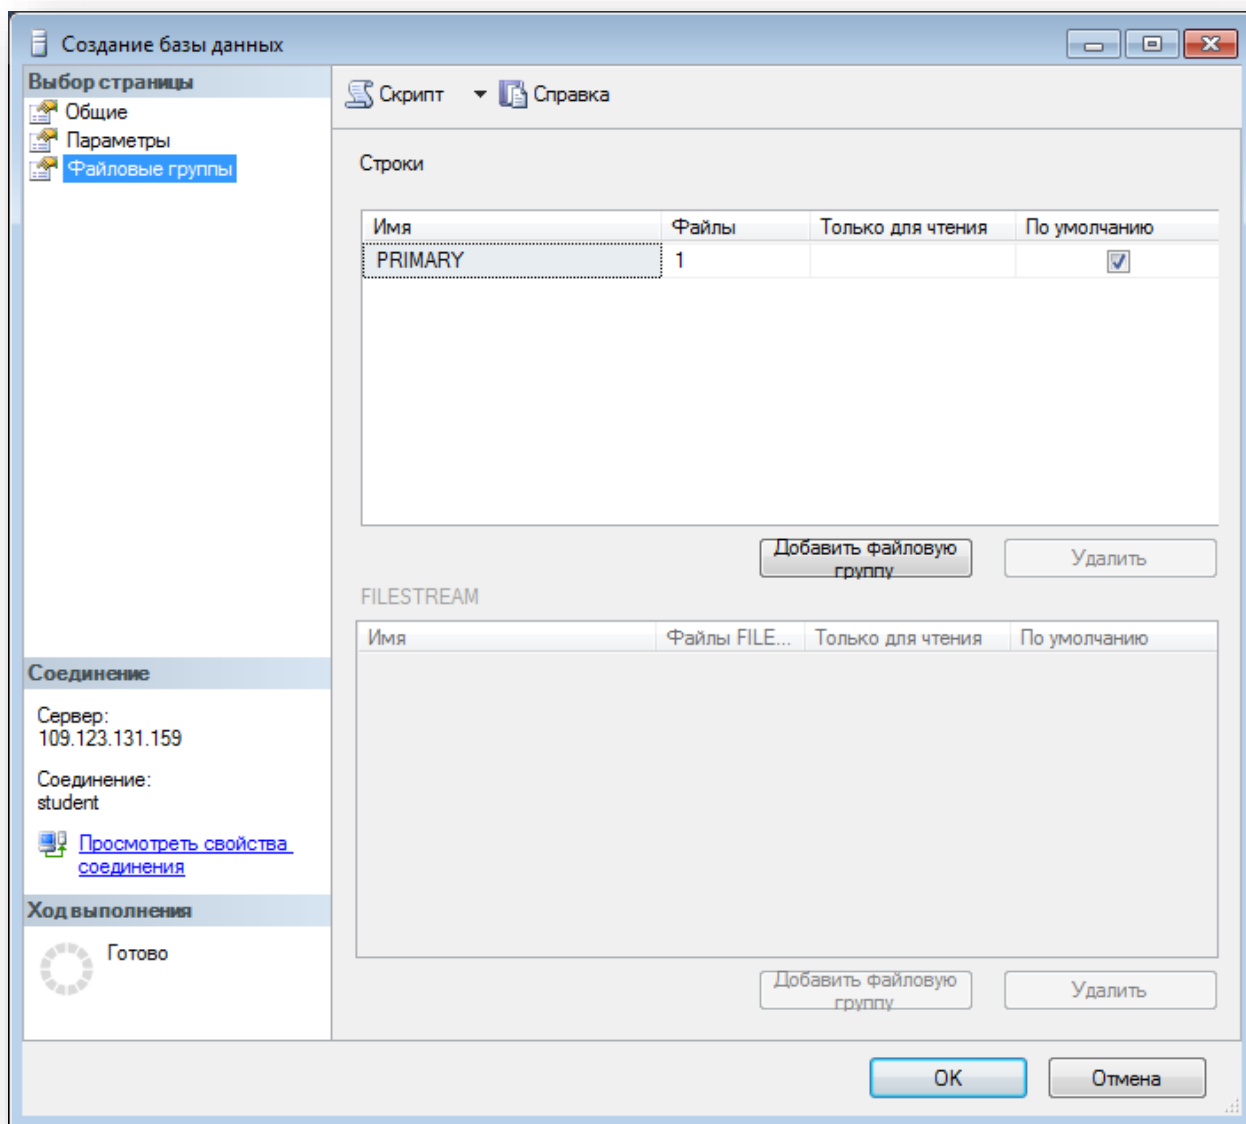 Создание базы данных
Выбор страницы
Общие
Параметры
Файловые группы
Скрипт
Справка
Строки
Имя Файлы Только для чтения По умолчанию
PRIMARY 1
Добавить файловую
группу
Удалить
FILESTREAM
Имя Файлы FILE... Только для чтения По умолчанию
Добавить файловую
группу
Удалить
Соединение
Сервер:
109.123.131.159
Соединение:
student
Просмотреть свойства
соединения
Ход выполнения
Готово
OK
Отмена